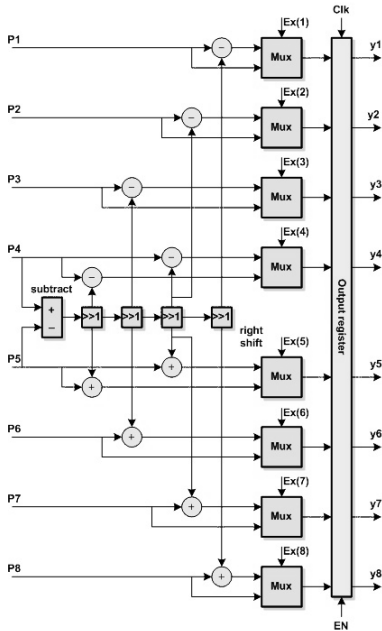 Ex(1) Clk
P1 − Mux y1
Ex(2)
P2 − Mux y2
Ex(3)
P3 − Mux y3
Ex(4)
P4 − Mux y4
−
subtract
+
− >>1 >>1 >>1 >>1
right
shift
Output register
Ex(5)
P5 + Mux y5
+
Ex(6)
P6 + Mux y6
Ex(7)
P7 + Mux y7
Ex(8)
P8 + Mux y8
EN